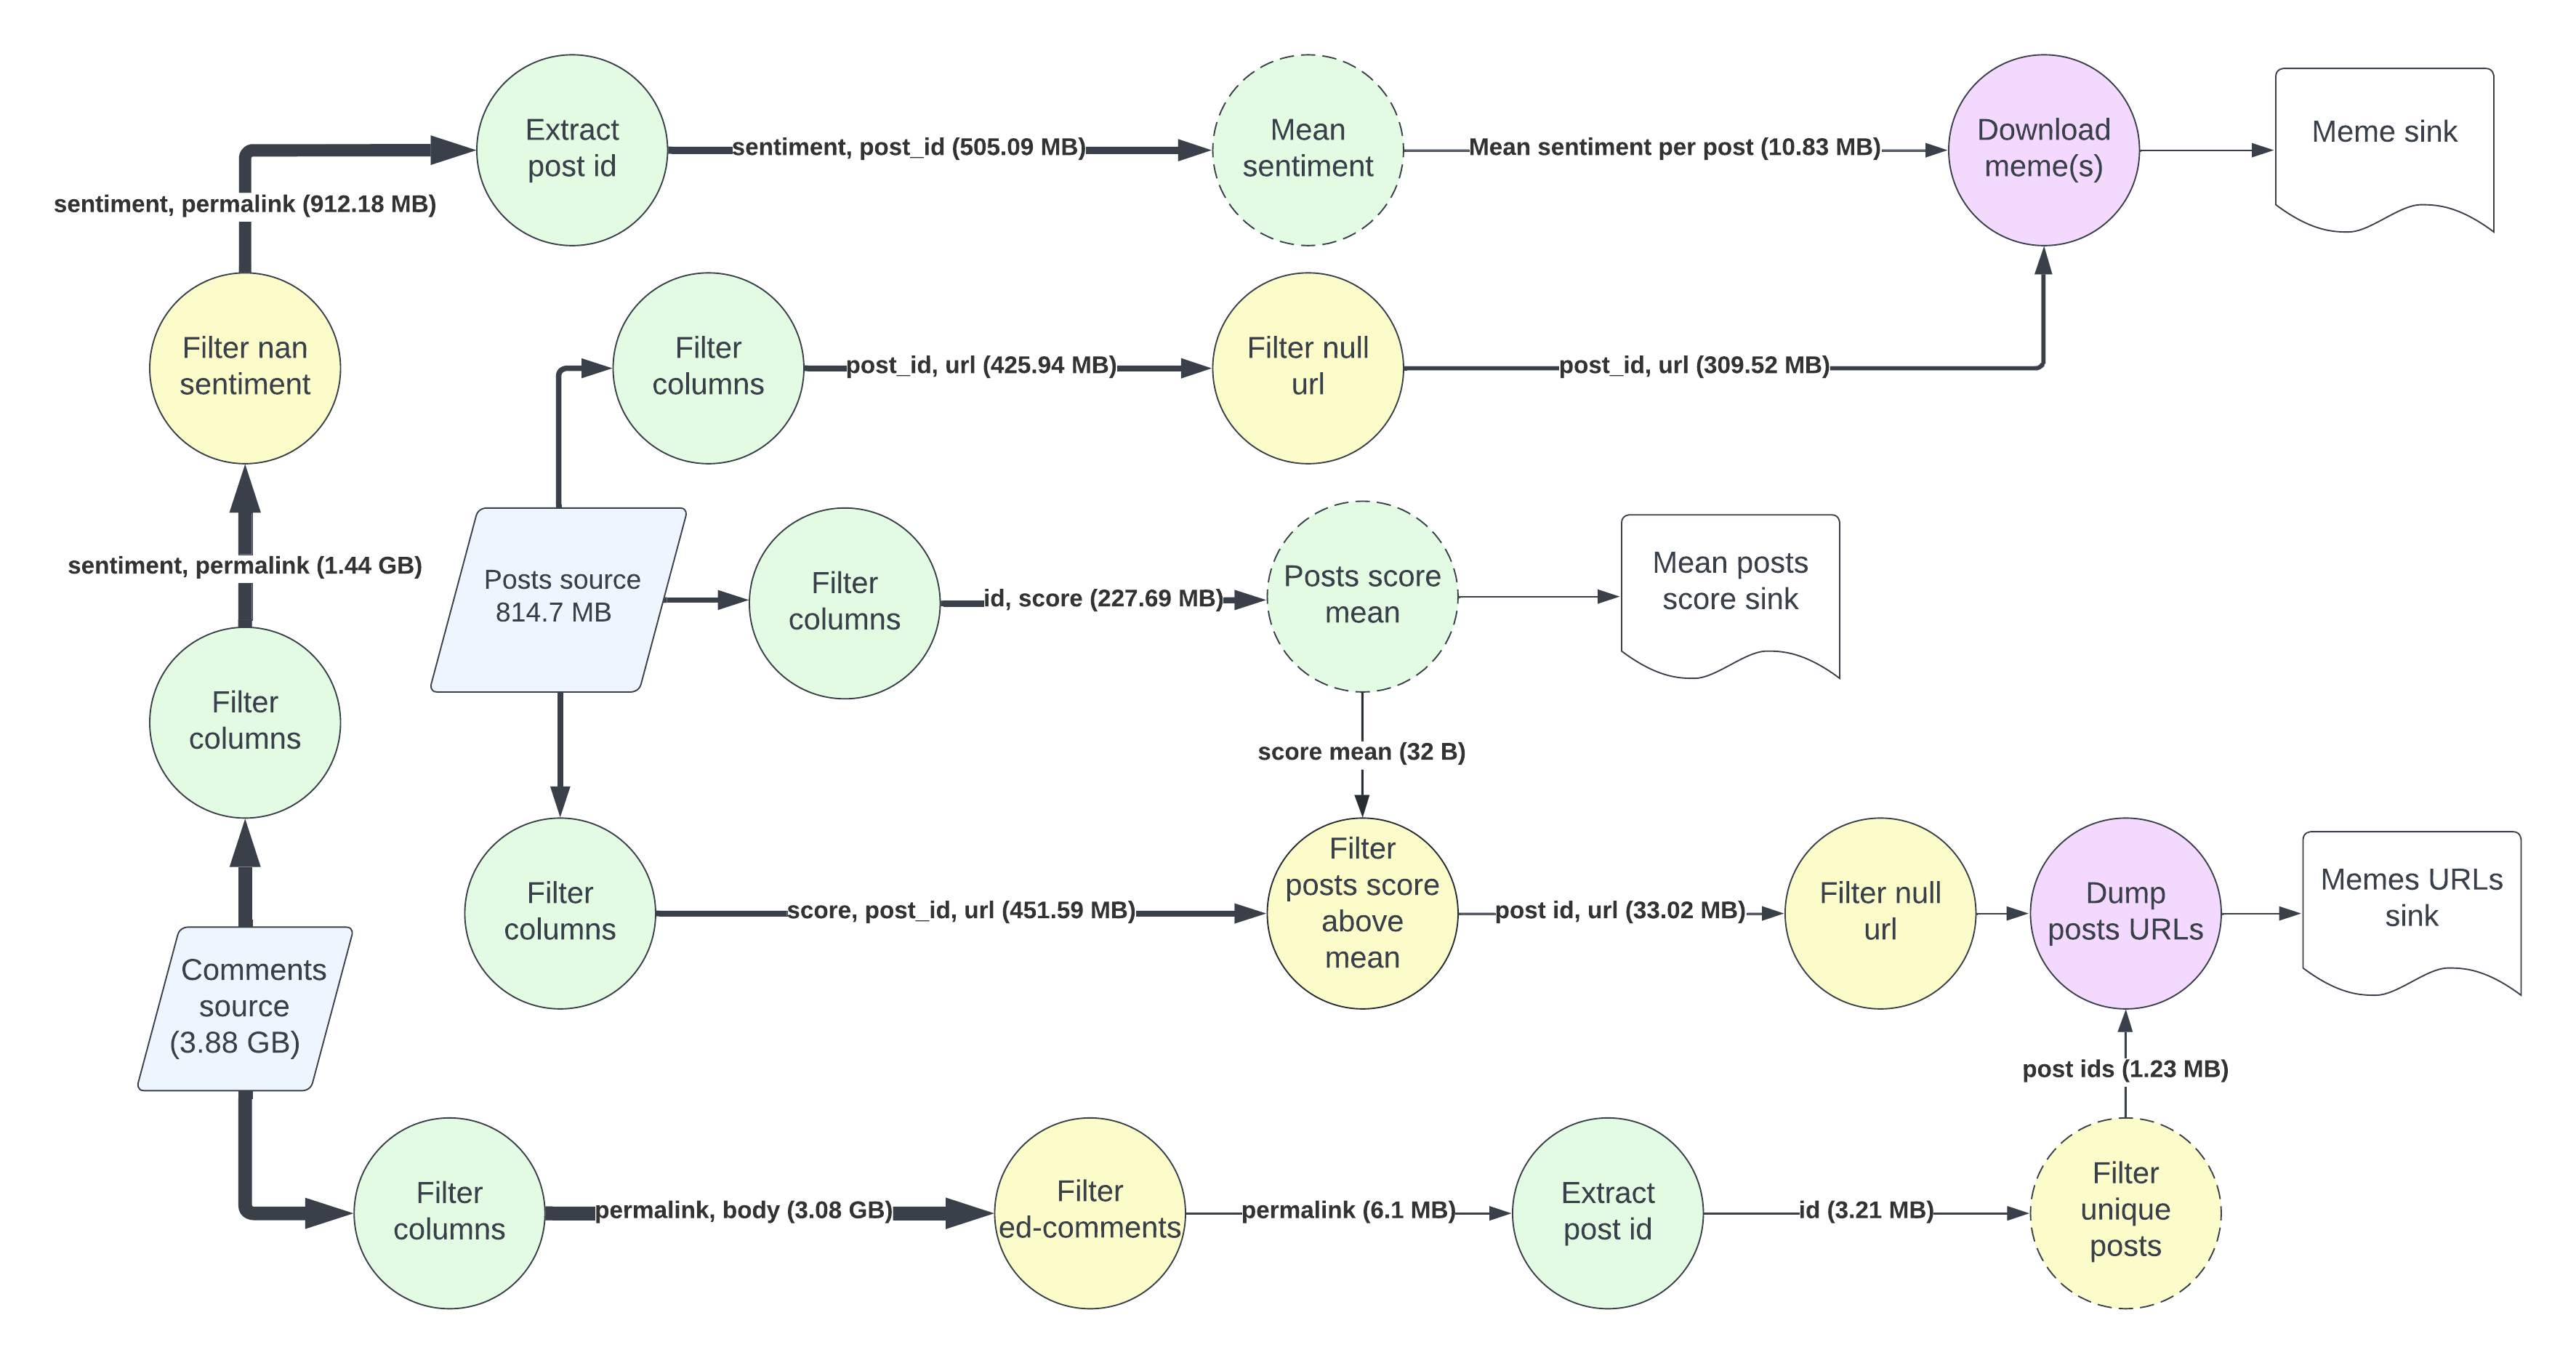 Extract
post id
sentiment, post_id (505.09 MB)
Mean
sentiment
Mean sentiment per post (10.83 MB)
Download
meme(s)
Meme sink
sentiment, permalink (912.18 MB)
Filter nan
sentiment
Filter
columns
post_id, url (425.94 MB)
Filter null
url
post_id, url (309.52 MB)
sentiment, permalink (1.44 GB)
Posts source
814.7 MB
Filter
columns
id, score (227.69 MB)
Posts score
mean
Mean posts
score sink
Filter
columns
score mean (32 B)
Filter
columns
score, post_id, url (451.59 MB)
Filter
posts score
above
mean
post id, url (33.02 MB)
Filter null
url
Dump
posts URLs
Memes URLs
sink
Comments
source
(3.88 GB)
post ids (1.23 MB)
Filter
columns
permalink, body (3.08 GB)
Filter
ed-comments
permalink (6.1 MB)
Extract
post id
id (3.21 MB)
Filter
unique
posts